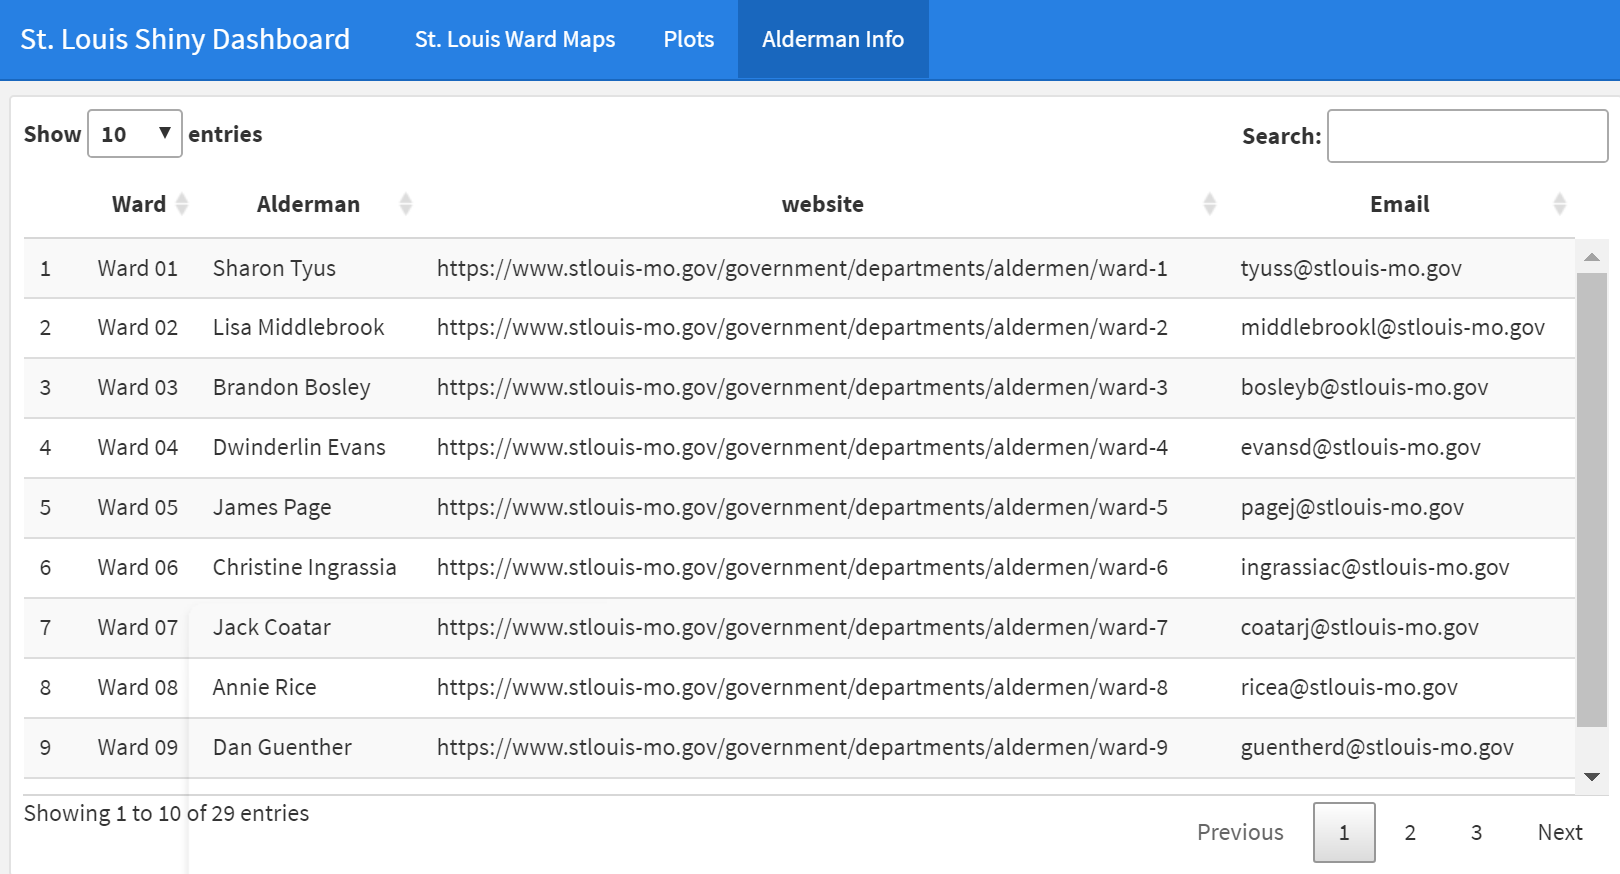 St. Louis Shiny Dashboard St. Louis Ward Maps Plots Alderman Info
Show 10 entries Search:
Ward Alderman website Email
1 Ward 01 Sharon Tyus https://www.stlouis-mo.gov/government/departments/aldermen/ward-1 tyuss@stlouis-mo.gov
2 Ward 02 Lisa Middlebrook https://www.stlouis-mo.gov/government/departments/aldermen/ward-2 middlebrookl@stlouis-mo.gov
3 Ward 03 Brandon Bosley https://www.stlouis-mo.gov/government/departments/aldermen/ward-3 bosleyb@stlouis-mo.gov
4 Ward 04 Dwinderlin Evans https://www.stlouis-mo.gov/government/departments/aldermen/ward-4 evansd@stlouis-mo.gov
5 Ward 05 James Page https://www.stlouis-mo.gov/government/departments/aldermen/ward-5 pagej@stlouis-mo.gov
6 Ward 06 Christine Ingrassia https://www.stlouis-mo.gov/government/departments/aldermen/ward-6 ingrassiac@stlouis-mo.gov
7 Ward 07 Jack Coatar https://www.stlouis-mo.gov/government/departments/aldermen/ward-7 coatarj@stlouis-mo.gov
8 Ward 08 Annie Rice https://www.stlouis-mo.gov/government/departments/aldermen/ward-8 ricea@stlouis-mo.gov
9 Ward 09 Dan Guenther https://www.stlouis-mo.gov/government/departments/aldermen/ward-9 guentherd@stlouis-mo.gov
Showing 1 to 10 of 29 entries
Previous 1 2 3 Next